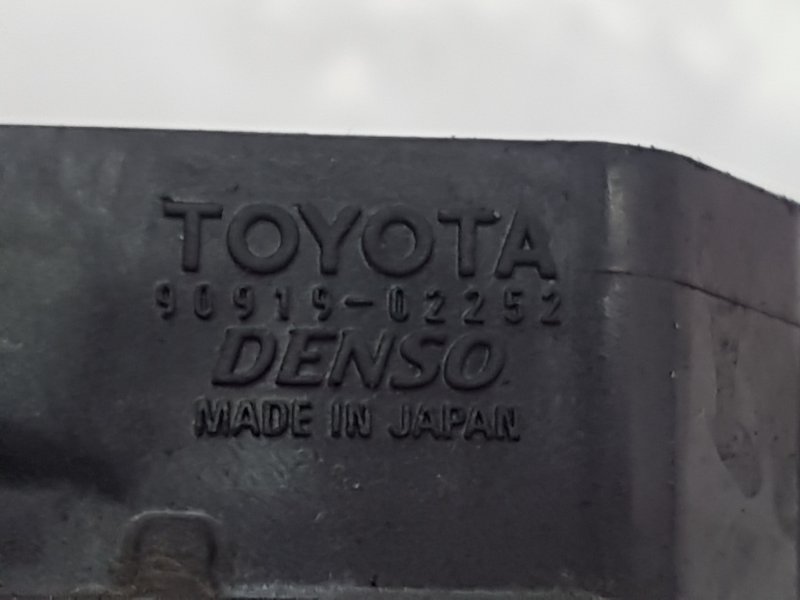 TOYOTA
90919-02252
DENSO
MADE IN JAPAN